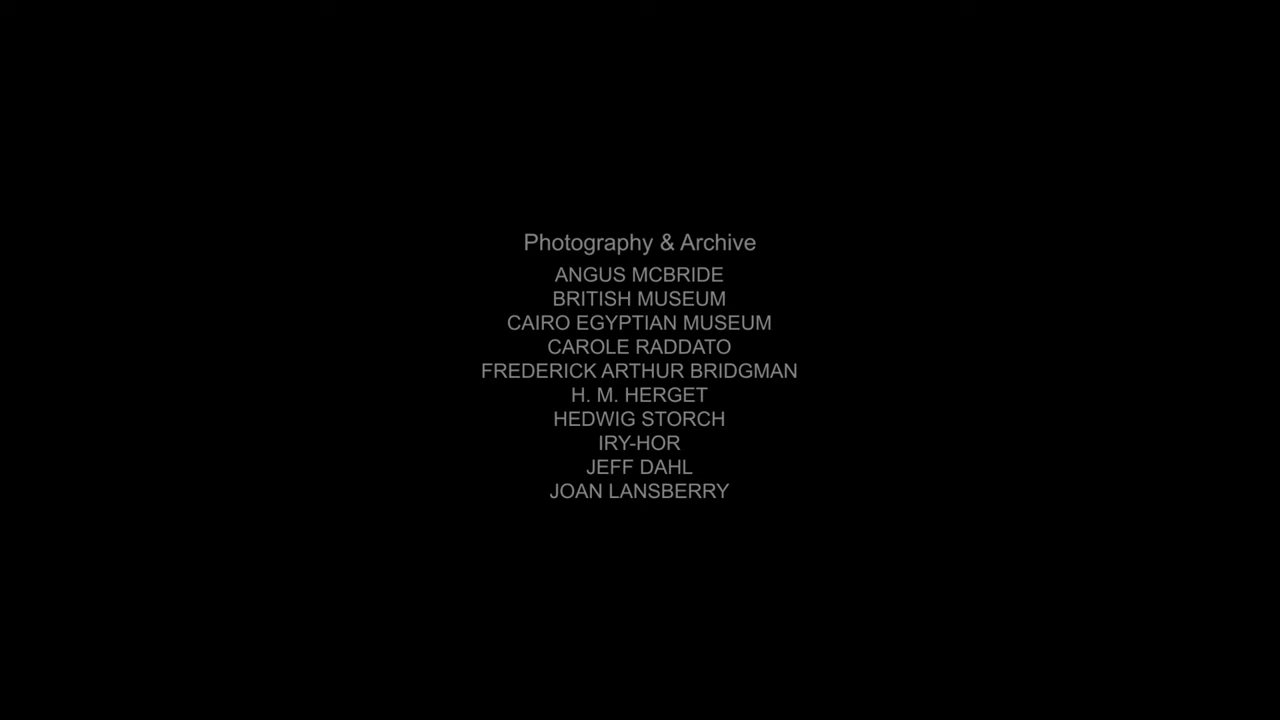 Photography & Archive
ANGUS MCBRIDE
BRITISH MUSEUM
CAIRO EGYPTIAN MUSEUM
CAROLE RADDATO
FREDERICK ARTHUR BRIDGMAN
H. M. HERGET
HEDWIG STORCH
IRY-HOR
JEFF DAHL
JOAN LANSBERRY